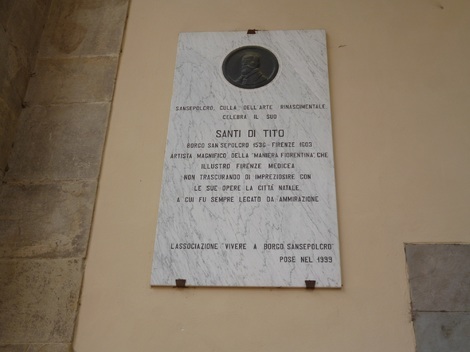 SANSEPOLCRO, CULLA DELL'ARTE RINASCIMENTALE
CELEBRA IL SUO
SANTI DI TITO
BORGO SANSEPOLCRO 1536 - FIRENZE 1603
ARTISTA MAGNIFICO DELLA "MANIERA FIORENTINA", CHE
ILLUSTRÒ FIRENZE MEDICEA
NON TRASCURANDO DI IMPREZIOSIRE CON
LE SUE OPERE LA CITTÀ NATALE,
A CUI FU SEMPRE LEGATO DA AMMIRAZIONE
L'ASSOCIAZIONE "VIVERE A BORGO SANSEPOLCRO"
POSE NEL 1999